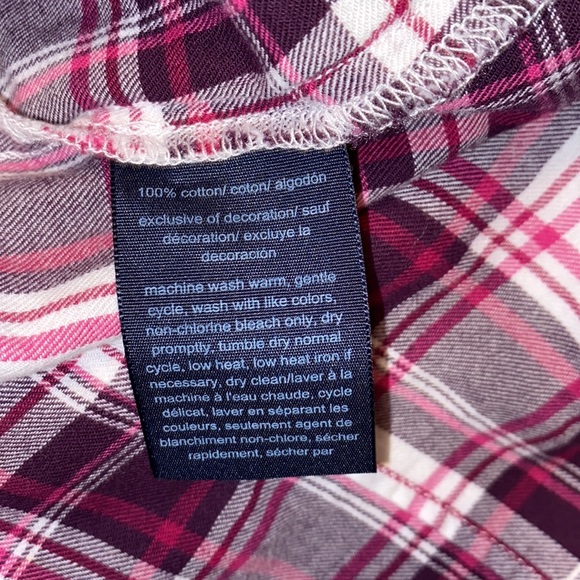 100% cotton/ coton/ algodón
exclusive of decoration/ sauf
décoration/ excluye la
decoración
machine wash warm, gentle
cycle, wash with like colors,
non-chlorine bleach only, dry
promptly. tumble dry normal
cycle, low heat, low heat iron if
necessary, dry clean/laver à la
machine à l'eau chaude, cycle
délicat, laver en séparant les
couleurs, seulement agent de
blanchiment non-chlore, sécher
rapidement, sécher par